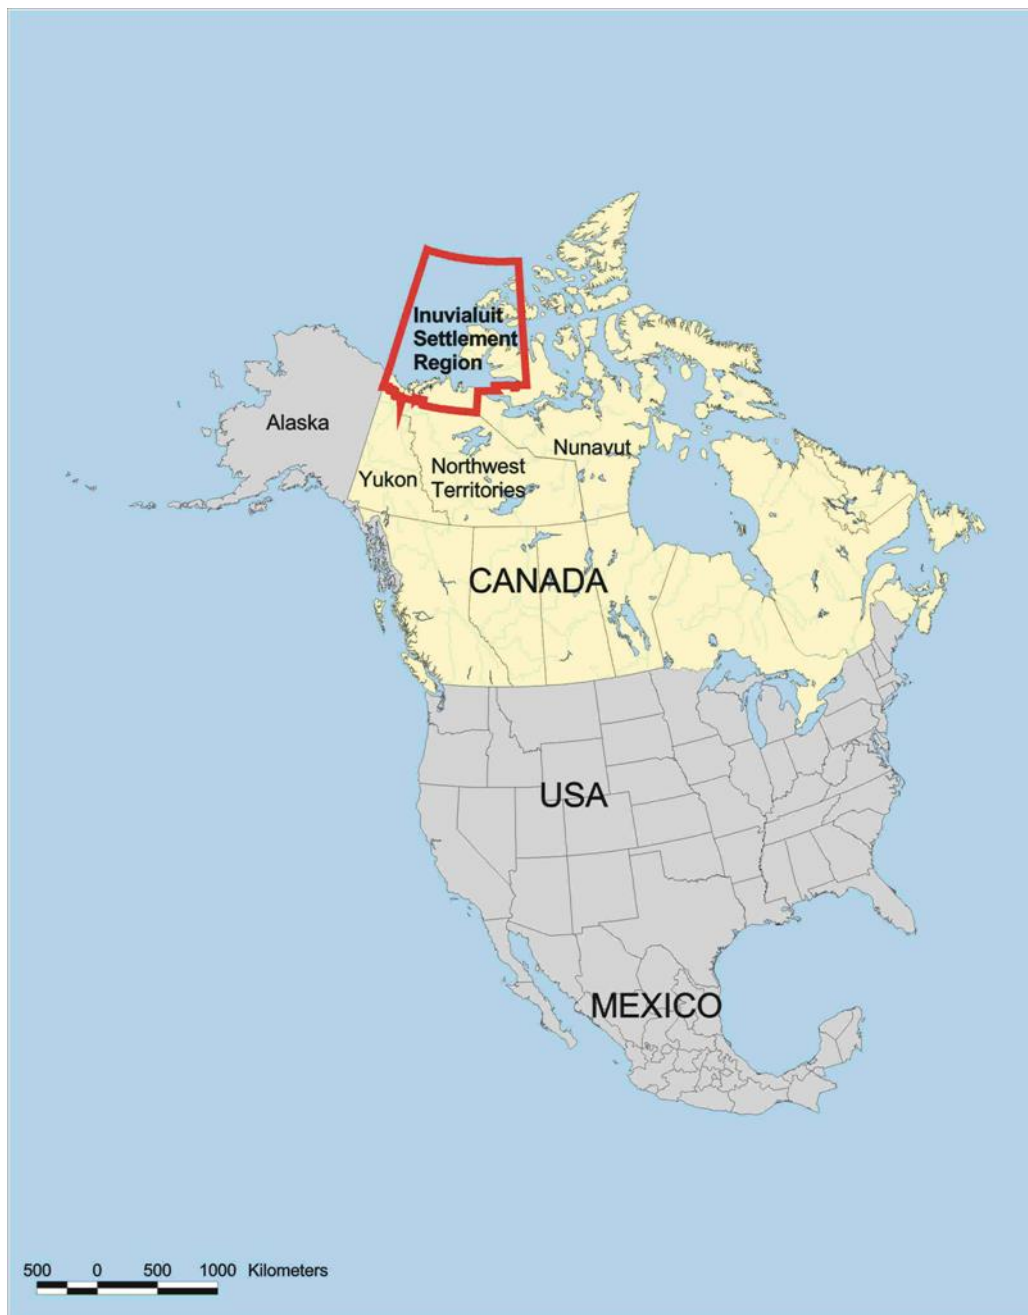 Inuvialuit
Settlement
Region
Alaska
Nunavut
Yukon
Northwest
Territories
CANADA
USA
MEXICO
500 0 500 1000 Kilometers